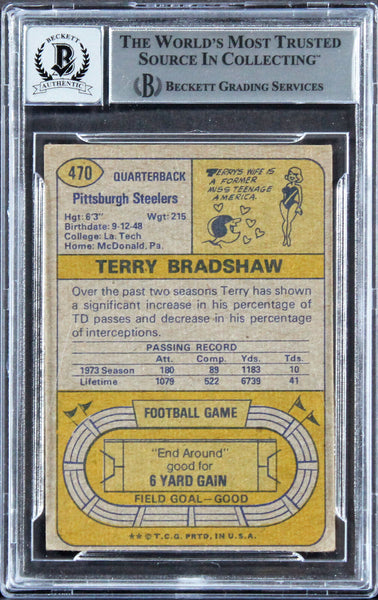 BECKETT
B
AUTHENTIC
THE WORLD'S MOST TRUSTED
SOURCE IN COLLECTING™
B BECKETT GRADING SERVICES
470
QUARTERBACK
Pittsburgh Steelers
Hgt: 6'3" Wgt: 215
Birthdate: 9-12-48
College: La. Tech
Home: McDonald, Pa.
TERRY'S WIFE IS
A FORMER
MISS TEENAGE
AMERICA.
TERRY BRADSHAW
Over the past two seasons Terry has shown
a significant increase in his percentage of
TD passes and decrease in his percentage
of interceptions.
PASSING RECORD
Att. Comp. Yds. Tds.
1973 Season 180 89 1183 10
Lifetime 1079 522 6739 41
FOOTBALL GAME
"End Around"
good for
6 YARD GAIN
FIELD GOAL—GOOD
★★ © T.C.G. PRTD. IN U.S.A.